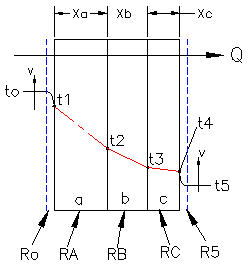 Xa Xb Xc
Q
v
to t1
t4
t2
t3
v
t5
a b c
Ro RA RB RC R5